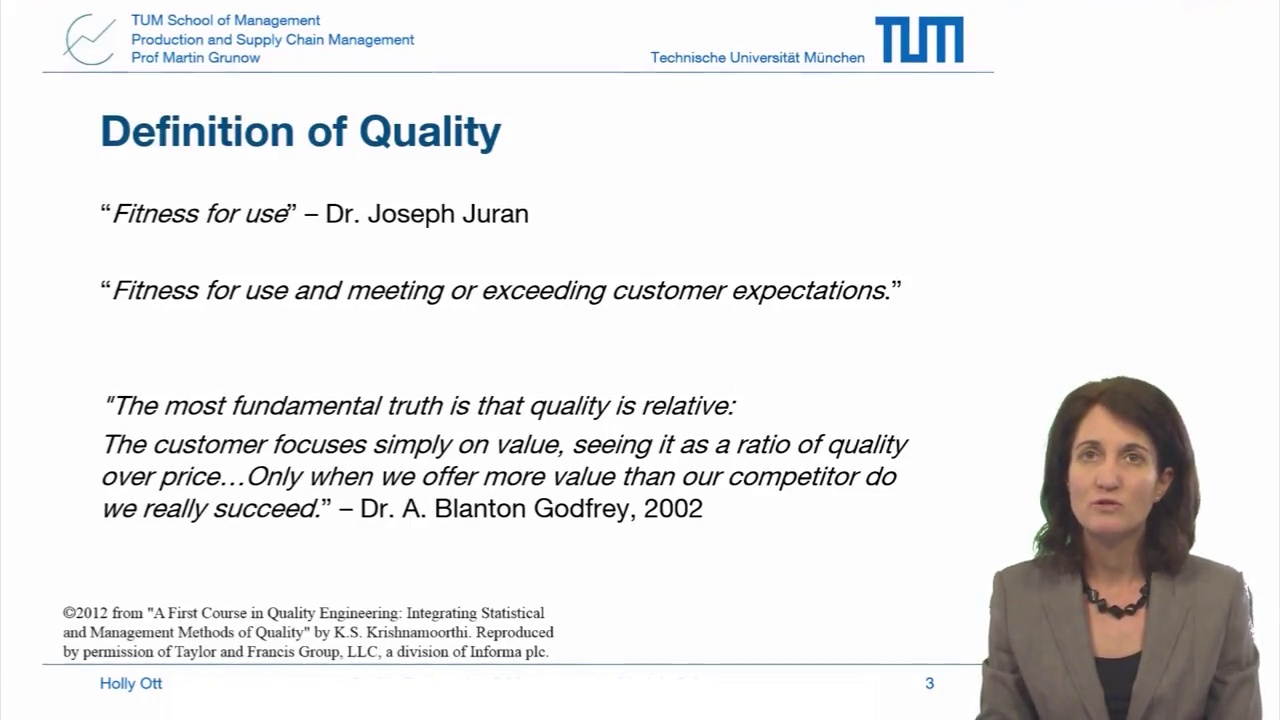 TUM School of Management
Production and Supply Chain Management
Prof Martin Grunow
Technische Universität München
TUM
Definition of Quality
“Fitness for use” – Dr. Joseph Juran
“Fitness for use and meeting or exceeding customer expectations.”
"The most fundamental truth is that quality is relative:
The customer focuses simply on value, seeing it as a ratio of quality
over price…Only when we offer more value than our competitor do
we really succeed.” – Dr. A. Blanton Godfrey, 2002
©2012 from "A First Course in Quality Engineering: Integrating Statistical
and Management Methods of Quality" by K.S. Krishnamoorthi. Reproduced
by permission of Taylor and Francis Group, LLC, a division of Informa plc.
Holly Ott
3